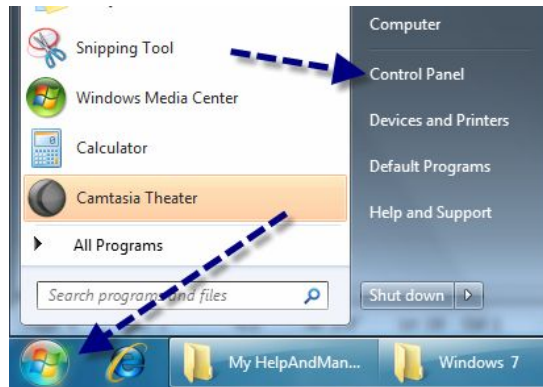 Snipping Tool
Windows Media Center
Calculator
Camtasia Theater
All Programs
Search programs and files
Computer
Control Panel
Devices and Printers
Default Programs
Help and Support
Shut down
My HelpAndMan...
Windows 7